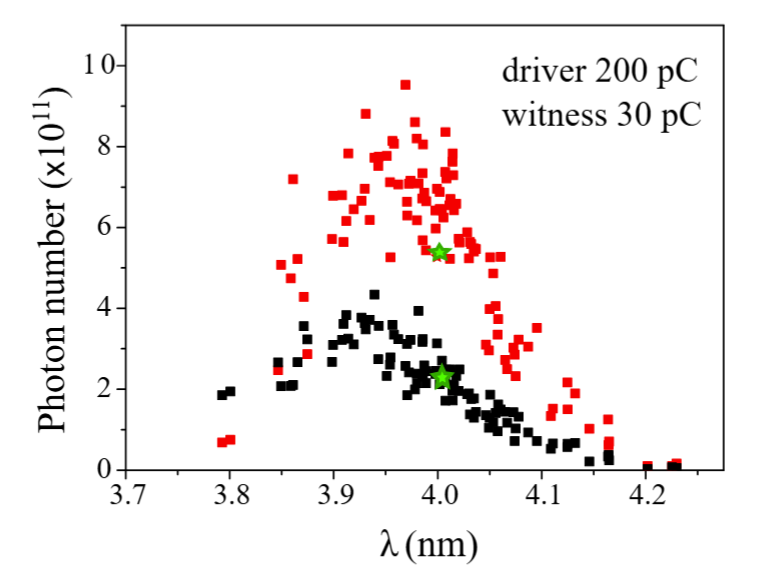 driver 200 pC
witness 30 pC
Photon number (x10¹¹)
10
8
6
4
2
0
3.7 3.8 3.9 4.0 4.1 4.2
λ (nm)